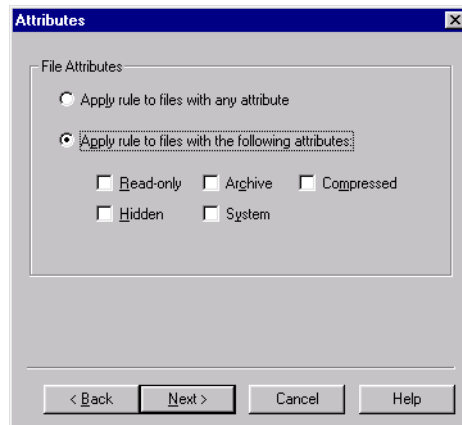 Attributes
File Attributes
Apply rule to files with any attribute
Apply rule to files with the following attributes:
Read-only Archive Compressed
Hidden System
< Back Next > Cancel Help